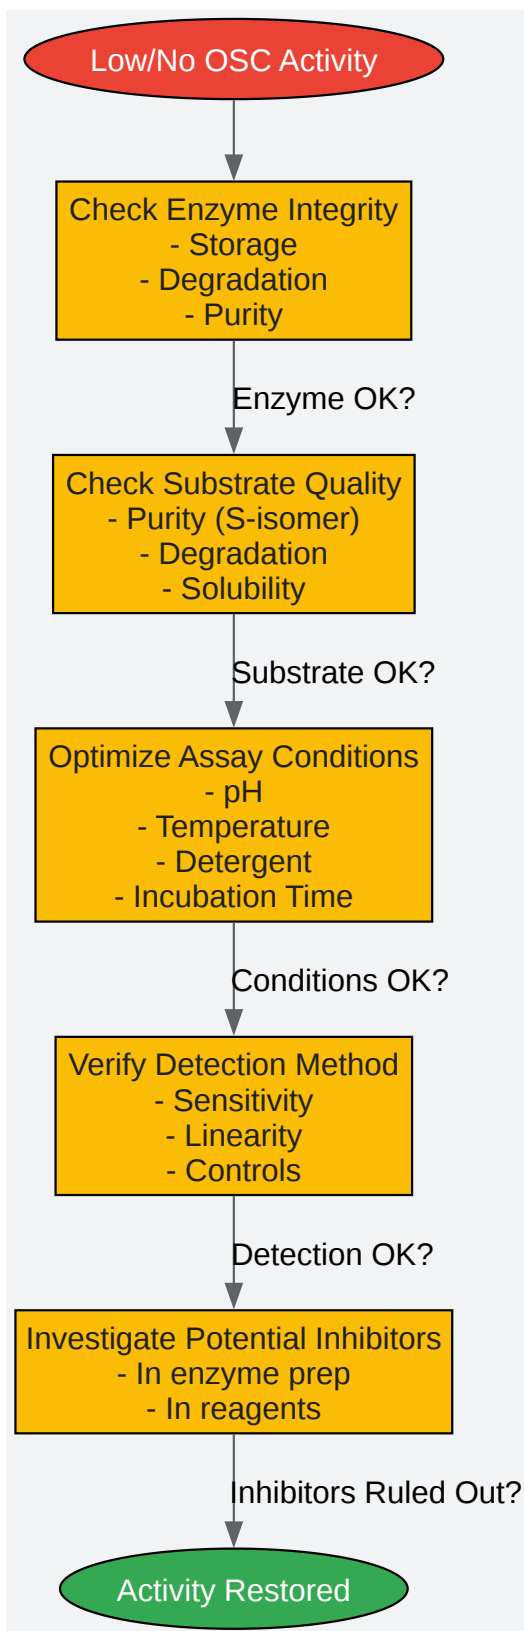 Low/No OSC Activity
Check Enzyme Integrity
- Storage
- Degradation
- Purity
Enzyme OK?
Check Substrate Quality
- Purity (S-isomer)
- Degradation
- Solubility
Substrate OK?
Optimize Assay Conditions
- pH
- Temperature
- Detergent
- Incubation Time
Conditions OK?
Verify Detection Method
- Sensitivity
- Linearity
- Controls
Detection OK?
Investigate Potential Inhibitors
- In enzyme prep
- In reagents
Inhibitors Ruled Out?
Activity Restored